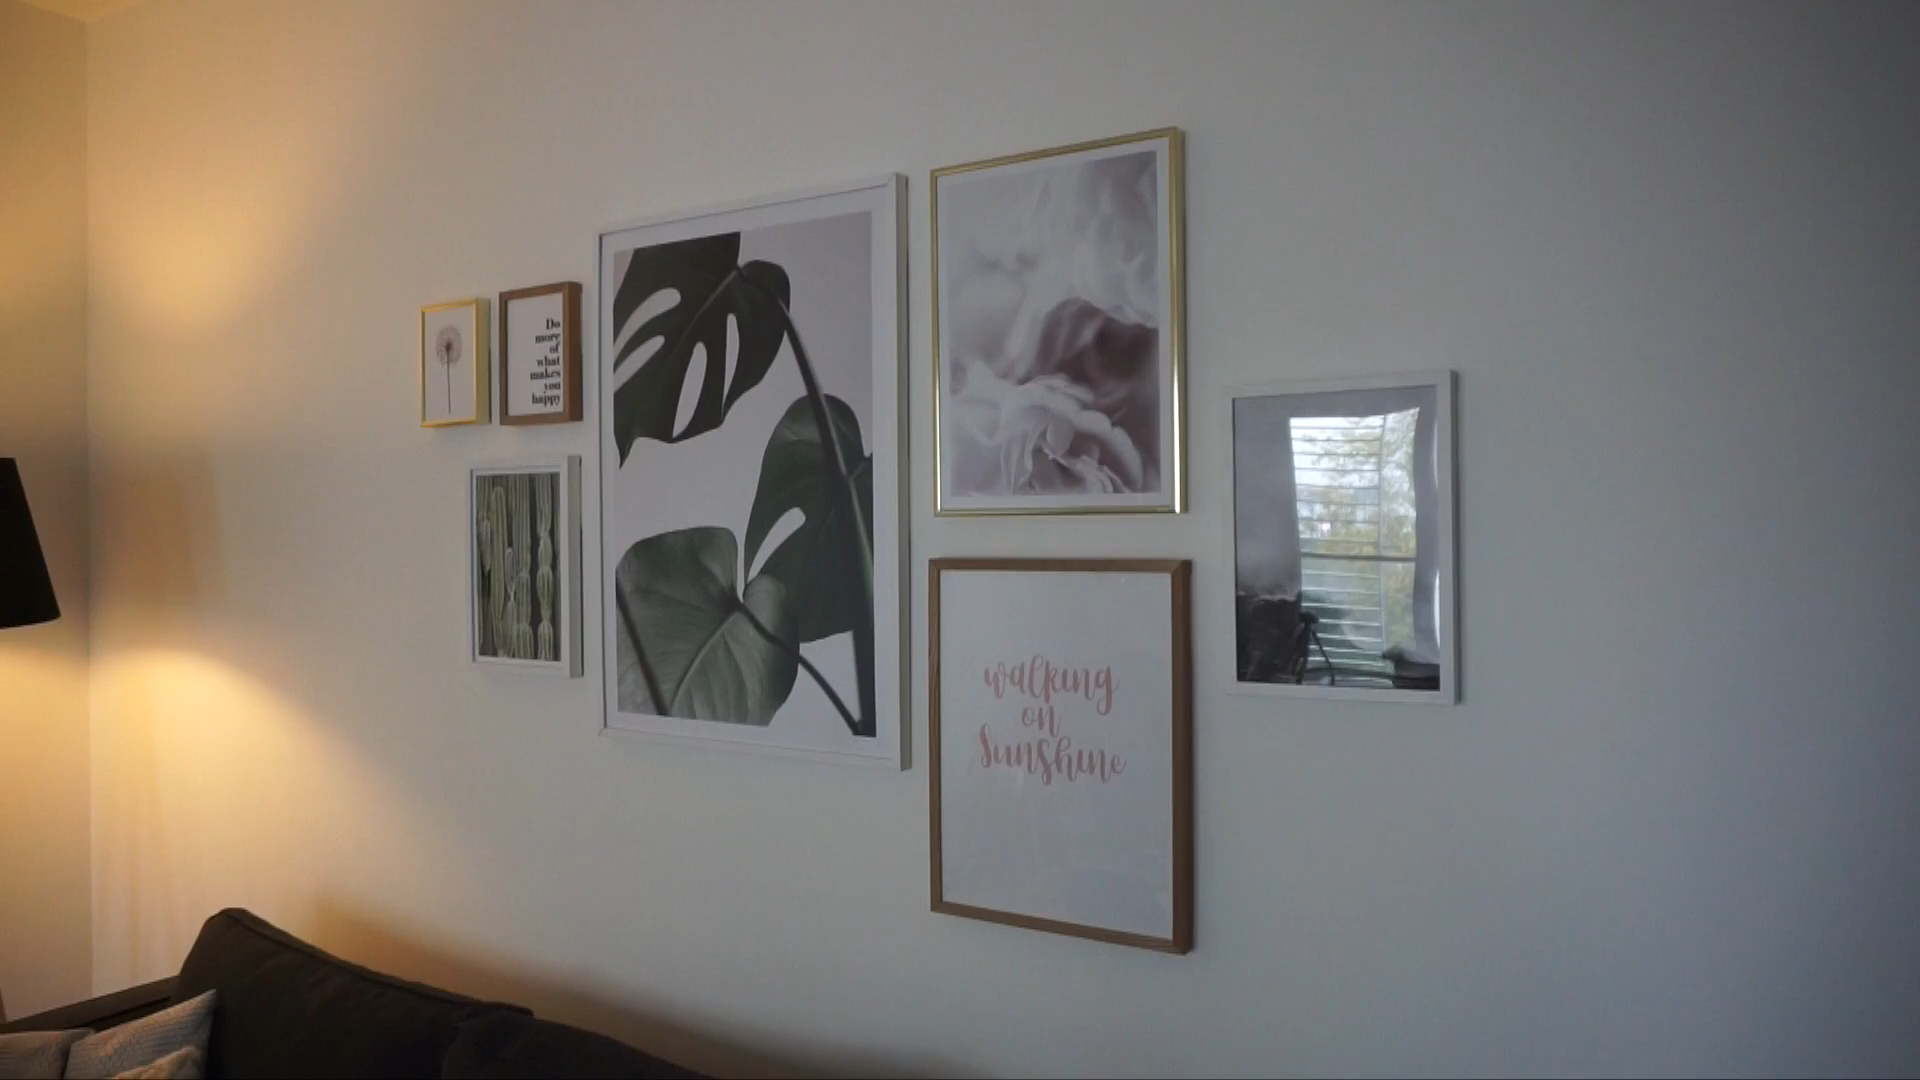 Do
more
of
what
makes
you
happy
walking
on
Sunshine